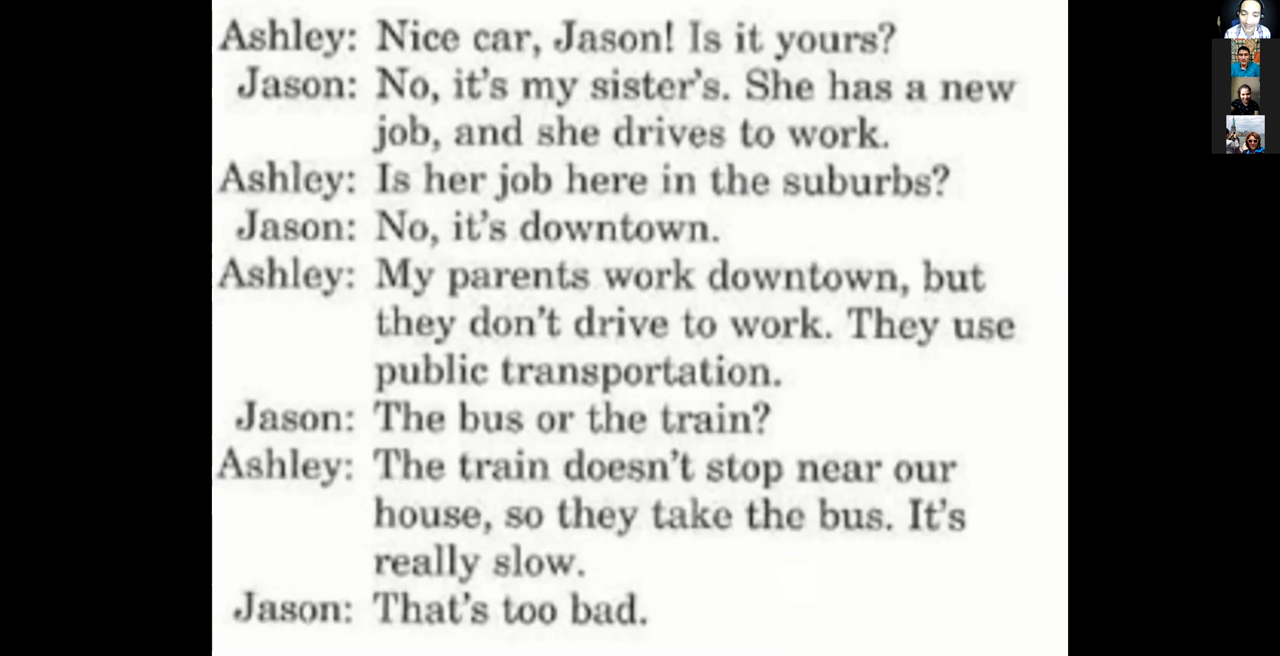 Ashley: Nice car, Jason! Is it yours?
Jason: No, it's my sister's. She has a new
job, and she drives to work.
Ashley: Is her job here in the suburbs?
Jason: No, it's downtown.
Ashley: My parents work downtown, but
they don't drive to work. They use
public transportation.
Jason: The bus or the train?
Ashley: The train doesn't stop near our
house, so they take the bus. It's
really slow.
Jason: That's too bad.